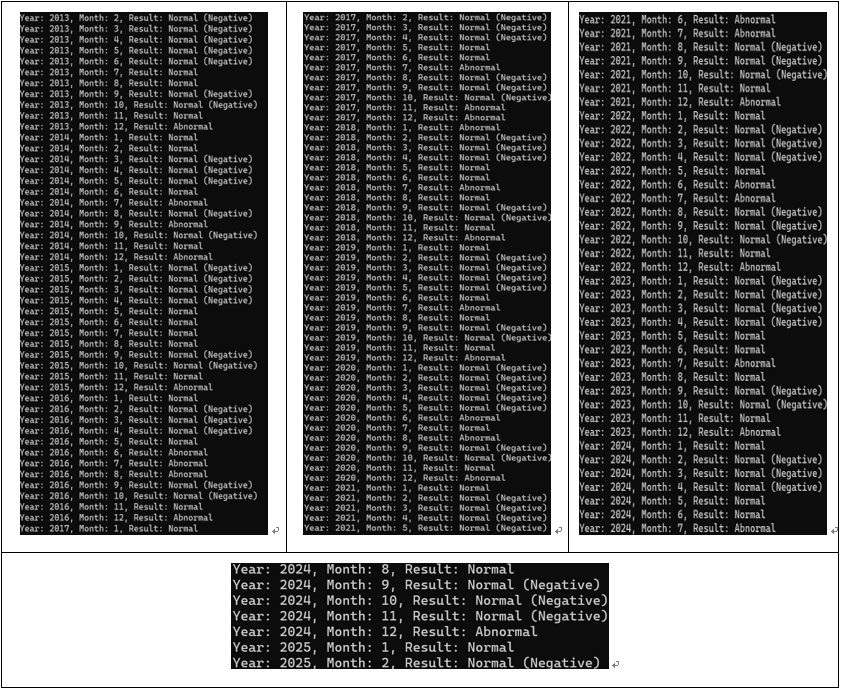 Year: 2013, Month: 2, Result: Normal (Negative)
Year: 2013, Month: 3, Result: Normal (Negative)
Year: 2013, Month: 4, Result: Normal (Negative)
Year: 2013, Month: 5, Result: Normal (Negative)
Year: 2013, Month: 6, Result: Normal (Negative)
Year: 2013, Month: 7, Result: Normal
Year: 2013, Month: 8, Result: Normal
Year: 2013, Month: 9, Result: Normal (Negative)
Year: 2013, Month: 10, Result: Normal (Negative)
Year: 2013, Month: 11, Result: Normal
Year: 2013, Month: 12, Result: Abnormal
Year: 2014, Month: 1, Result: Normal
Year: 2014, Month: 2, Result: Normal
Year: 2014, Month: 3, Result: Normal (Negative)
Year: 2014, Month: 4, Result: Normal (Negative)
Year: 2014, Month: 5, Result: Normal (Negative)
Year: 2014, Month: 6, Result: Normal
Year: 2014, Month: 7, Result: Abnormal
Year: 2014, Month: 8, Result: Normal (Negative)
Year: 2014, Month: 9, Result: Abnormal
Year: 2014, Month: 10, Result: Normal (Negative)
Year: 2014, Month: 11, Result: Normal
Year: 2014, Month: 12, Result: Abnormal
Year: 2015, Month: 1, Result: Normal (Negative)
Year: 2015, Month: 2, Result: Normal (Negative)
Year: 2015, Month: 3, Result: Normal (Negative)
Year: 2015, Month: 4, Result: Normal (Negative)
Year: 2015, Month: 5, Result: Normal
Year: 2015, Month: 6, Result: Normal
Year: 2015, Month: 7, Result: Normal
Year: 2015, Month: 8, Result: Normal
Year: 2015, Month: 9, Result: Normal (Negative)
Year: 2015, Month: 10, Result: Normal (Negative)
Year: 2015, Month: 11, Result: Normal
Year: 2015, Month: 12, Result: Abnormal
Year: 2016, Month: 1, Result: Normal
Year: 2016, Month: 2, Result: Normal (Negative)
Year: 2016, Month: 3, Result: Normal (Negative)
Year: 2016, Month: 4, Result: Normal (Negative)
Year: 2016, Month: 5, Result: Normal
Year: 2016, Month: 6, Result: Abnormal
Year: 2016, Month: 7, Result: Abnormal
Year: 2016, Month: 8, Result: Abnormal
Year: 2016, Month: 9, Result: Normal (Negative)
Year: 2016, Month: 10, Result: Normal (Negative)
Year: 2016, Month: 11, Result: Normal
Year: 2016, Month: 12, Result: Abnormal
Year: 2017, Month: 1, Result: Normal
Year: 2017, Month: 2, Result: Normal (Negative)
Year: 2017, Month: 3, Result: Normal (Negative)
Year: 2017, Month: 4, Result: Normal (Negative)
Year: 2017, Month: 5, Result: Normal
Year: 2017, Month: 6, Result: Normal
Year: 2017, Month: 7, Result: Abnormal
Year: 2017, Month: 8, Result: Normal (Negative)
Year: 2017, Month: 9, Result: Normal (Negative)
Year: 2017, Month: 10, Result: Normal (Negative)
Year: 2017, Month: 11, Result: Abnormal
Year: 2017, Month: 12, Result: Abnormal
Year: 2018, Month: 1, Result: Abnormal
Year: 2018, Month: 2, Result: Normal (Negative)
Year: 2018, Month: 3, Result: Normal (Negative)
Year: 2018, Month: 4, Result: Normal (Negative)
Year: 2018, Month: 5, Result: Normal
Year: 2018, Month: 6, Result: Normal
Year: 2018, Month: 7, Result: Abnormal
Year: 2018, Month: 8, Result: Normal
Year: 2018, Month: 9, Result: Normal (Negative)
Year: 2018, Month: 10, Result: Normal (Negative)
Year: 2018, Month: 11, Result: Normal
Year: 2018, Month: 12, Result: Abnormal
Year: 2019, Month: 1, Result: Normal
Year: 2019, Month: 2, Result: Normal (Negative)
Year: 2019, Month: 3, Result: Normal (Negative)
Year: 2019, Month: 4, Result: Normal (Negative)
Year: 2019, Month: 5, Result: Normal (Negative)
Year: 2019, Month: 6, Result: Normal
Year: 2019, Month: 7, Result: Abnormal
Year: 2019, Month: 8, Result: Normal
Year: 2019, Month: 9, Result: Normal (Negative)
Year: 2019, Month: 10, Result: Normal (Negative)
Year: 2019, Month: 11, Result: Normal
Year: 2019, Month: 12, Result: Abnormal
Year: 2020, Month: 1, Result: Normal (Negative)
Year: 2020, Month: 2, Result: Normal (Negative)
Year: 2020, Month: 3, Result: Normal (Negative)
Year: 2020, Month: 4, Result: Normal (Negative)
Year: 2020, Month: 5, Result: Normal (Negative)
Year: 2020, Month: 6, Result: Abnormal
Year: 2020, Month: 7, Result: Normal
Year: 2020, Month: 8, Result: Abnormal
Year: 2020, Month: 9, Result: Normal (Negative)
Year: 2020, Month: 10, Result: Normal (Negative)
Year: 2020, Month: 11, Result: Normal
Year: 2020, Month: 12, Result: Abnormal
Year: 2021, Month: 1, Result: Normal
Year: 2021, Month: 2, Result: Normal (Negative)
Year: 2021, Month: 3, Result: Normal (Negative)
Year: 2021, Month: 4, Result: Normal (Negative)
Year: 2021, Month: 5, Result: Normal (Negative)
Year: 2021, Month: 6, Result: Abnormal
Year: 2021, Month: 7, Result: Abnormal
Year: 2021, Month: 8, Result: Normal (Negative)
Year: 2021, Month: 9, Result: Normal (Negative)
Year: 2021, Month: 10, Result: Normal (Negative)
Year: 2021, Month: 11, Result: Normal
Year: 2021, Month: 12, Result: Abnormal
Year: 2022, Month: 1, Result: Normal
Year: 2022, Month: 2, Result: Normal (Negative)
Year: 2022, Month: 3, Result: Normal (Negative)
Year: 2022, Month: 4, Result: Normal (Negative)
Year: 2022, Month: 5, Result: Normal
Year: 2022, Month: 6, Result: Abnormal
Year: 2022, Month: 7, Result: Abnormal
Year: 2022, Month: 8, Result: Normal (Negative)
Year: 2022, Month: 9, Result: Normal (Negative)
Year: 2022, Month: 10, Result: Normal (Negative)
Year: 2022, Month: 11, Result: Normal
Year: 2022, Month: 12, Result: Abnormal
Year: 2023, Month: 1, Result: Normal (Negative)
Year: 2023, Month: 2, Result: Normal (Negative)
Year: 2023, Month: 3, Result: Normal (Negative)
Year: 2023, Month: 4, Result: Normal (Negative)
Year: 2023, Month: 5, Result: Normal
Year: 2023, Month: 6, Result: Normal
Year: 2023, Month: 7, Result: Abnormal
Year: 2023, Month: 8, Result: Normal
Year: 2023, Month: 9, Result: Normal (Negative)
Year: 2023, Month: 10, Result: Normal (Negative)
Year: 2023, Month: 11, Result: Normal
Year: 2023, Month: 12, Result: Abnormal
Year: 2024, Month: 1, Result: Normal
Year: 2024, Month: 2, Result: Normal (Negative)
Year: 2024, Month: 3, Result: Normal (Negative)
Year: 2024, Month: 4, Result: Normal (Negative)
Year: 2024, Month: 5, Result: Normal
Year: 2024, Month: 6, Result: Normal
Year: 2024, Month: 7, Result: Abnormal
Year: 2024, Month: 8, Result: Normal
Year: 2024, Month: 9, Result: Normal (Negative)
Year: 2024, Month: 10, Result: Normal (Negative)
Year: 2024, Month: 11, Result: Normal (Negative)
Year: 2024, Month: 12, Result: Abnormal
Year: 2025, Month: 1, Result: Normal
Year: 2025, Month: 2, Result: Normal (Negative)